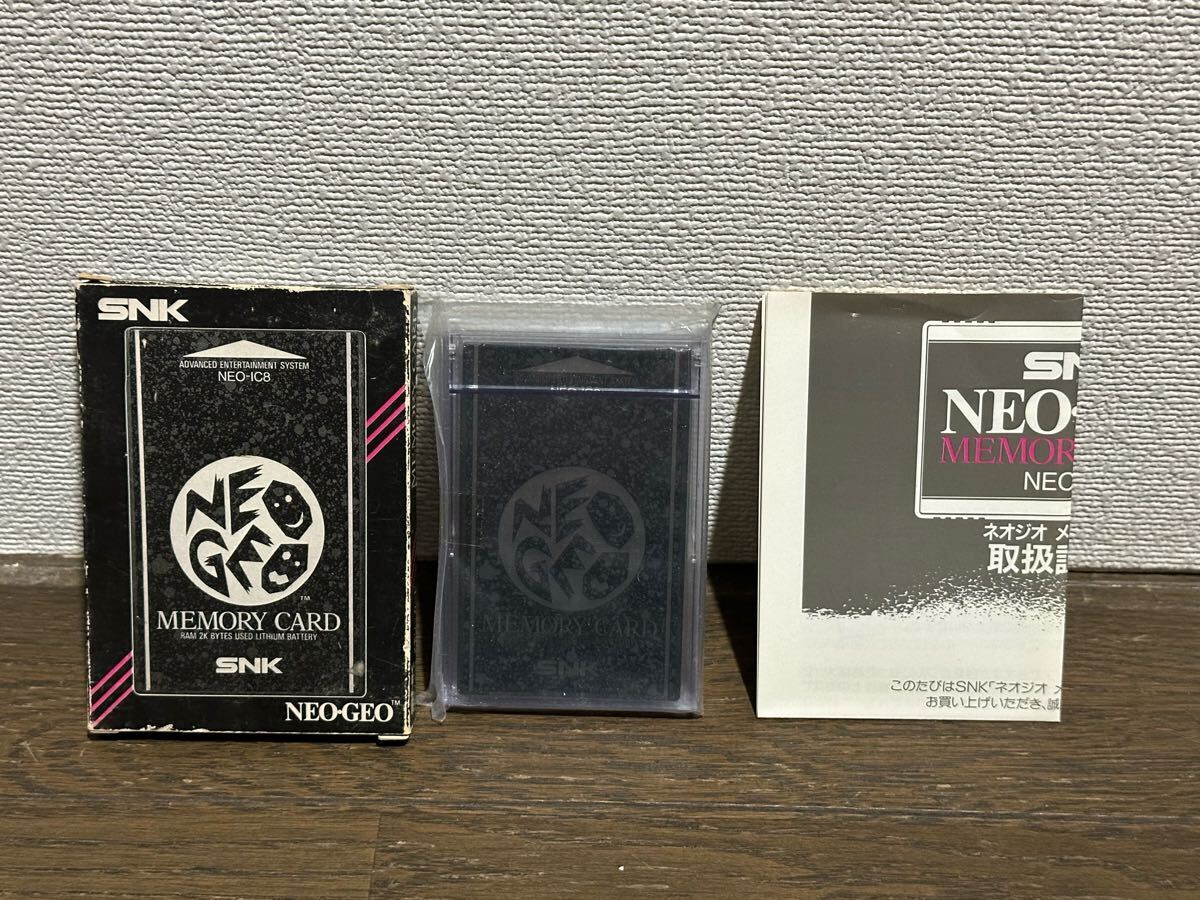 SNK
ADVANCED ENTERTAINMENT SYSTEM
NEO-IC8
NEO
GEO
TM
MEMORY CARD
RAM 2K BYTES USED LITHIUM BATTERY
SNK
NEO·GEO™
NEO
GEO
MEMORY CARD
SNK
SN
NEO·
MEMOR
NEO
ネオジオ メ
取扱説
このたびはSNK「ネオジオ メ
お買い上げいただき、誠